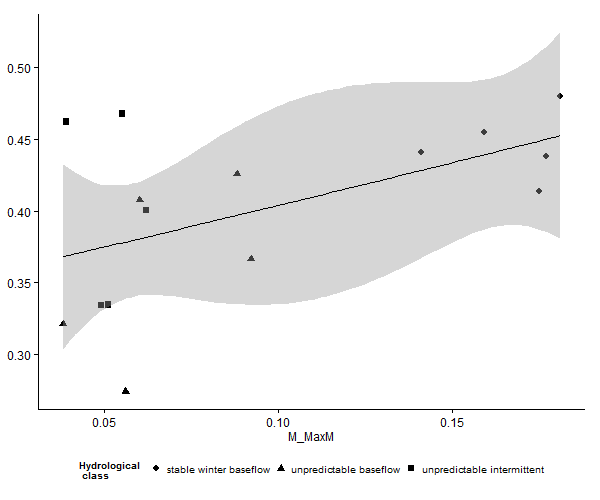 0.50
0.45
0.40
0.35
0.30
0.05 0.10 0.15
M_MaxM
Hydrological
class
stable winter baseflow unpredictable baseflow unpredictable intermittent